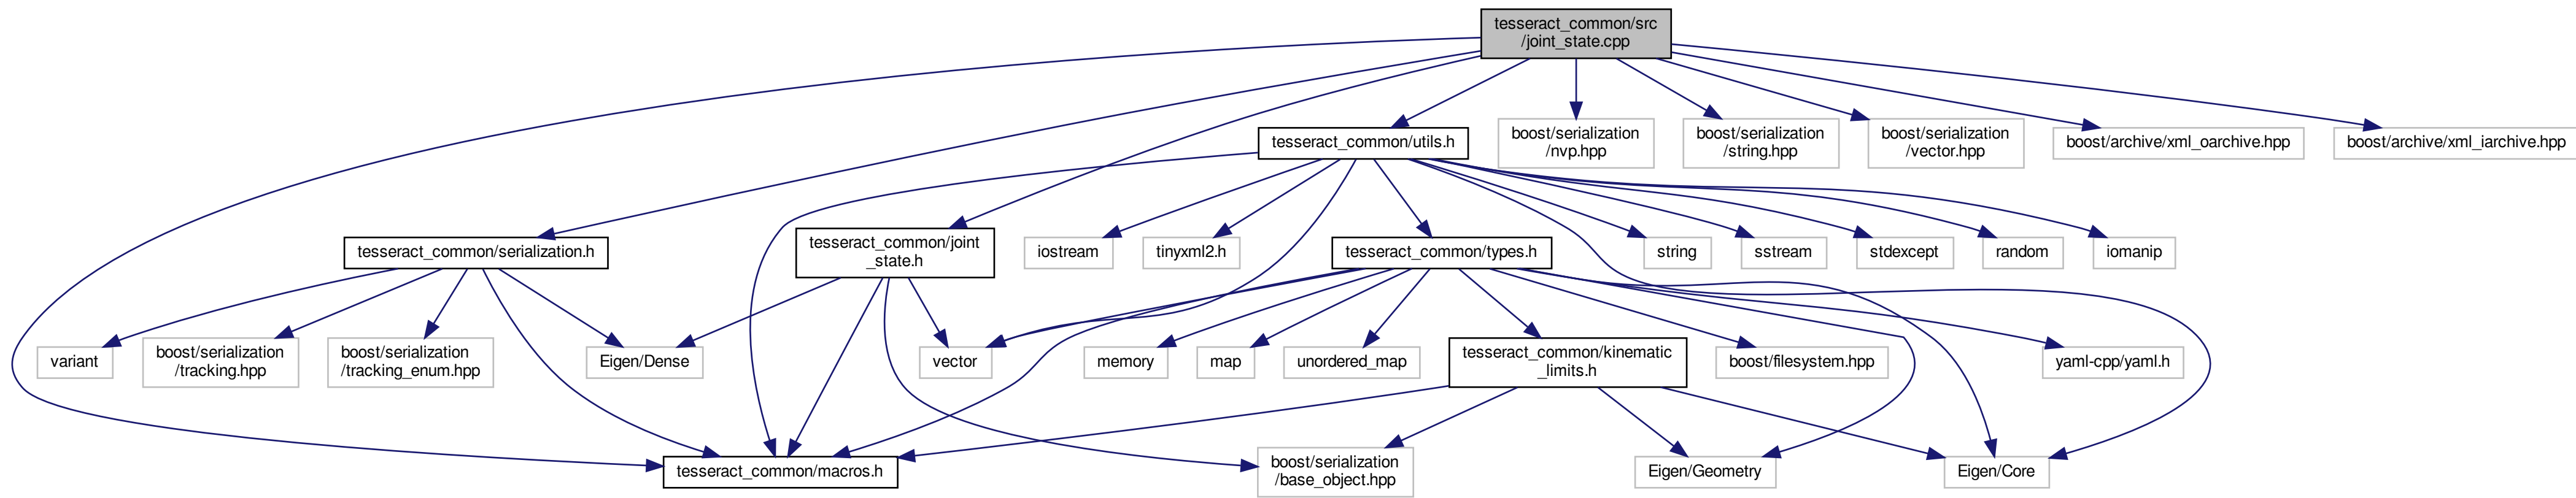 tesseract_common/src
/joint_state.cpp
tesseract_common/utils.h
boost/serialization
/nvp.hpp
boost/serialization
/string.hpp
boost/serialization
/vector.hpp
boost/archive/xml_oarchive.hpp
boost/archive/xml_iarchive.hpp
tesseract_common/serialization.h
tesseract_common/joint
_state.h
iostream
tinyxml2.h
tesseract_common/types.h
string
sstream
stdexcept
random
iomanip
variant
boost/serialization
/tracking.hpp
boost/serialization
/tracking_enum.hpp
Eigen/Dense
vector
memory
map
unordered_map
tesseract_common/kinematic
_limits.h
boost/filesystem.hpp
yaml-cpp/yaml.h
tesseract_common/macros.h
boost/serialization
/base_object.hpp
Eigen/Geometry
Eigen/Core